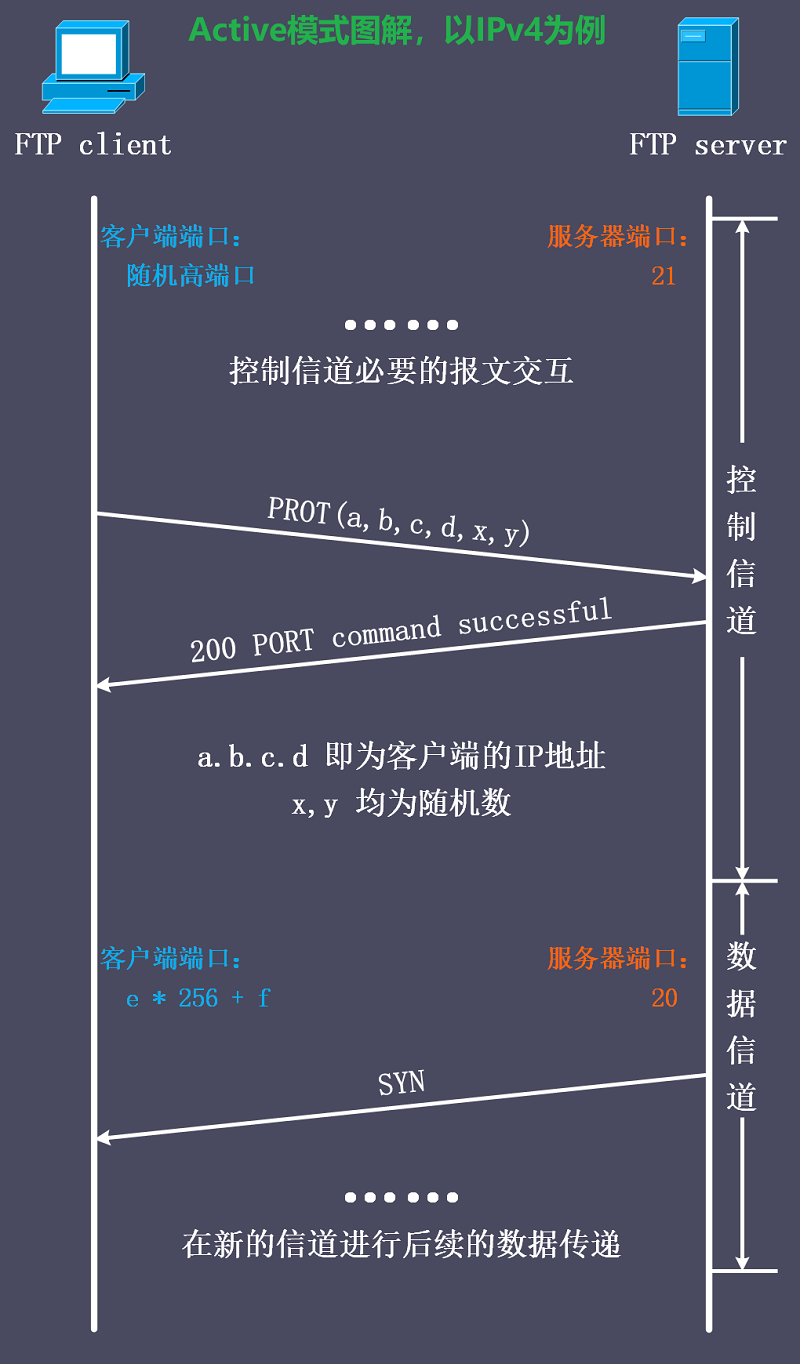 Active模式图解，以IPv4为例
FTP client
FTP server
客户端端口：
随机高端口
服务器端口：
21
控制信道必要的报文交互
PROT(a,b,c,d,x,y)
200 PORT command successful
控制信道
a.b.c.d 即为客户端的IP地址
x,y 均为随机数
客户端端口：
e * 256 + f
服务器端口：
20
数据信道
SYN
在新的信道进行后续的数据传递